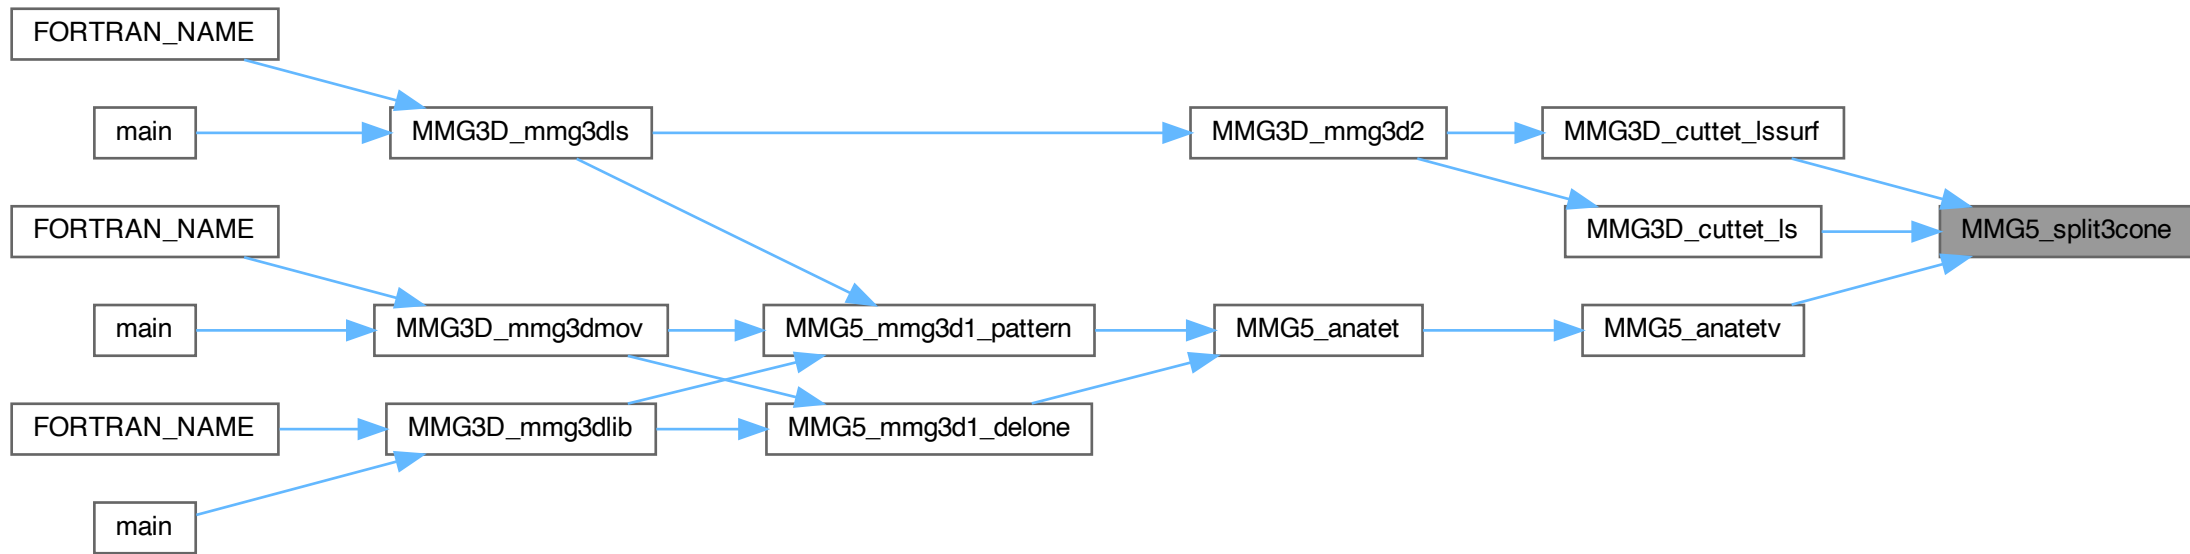 FORTRAN_NAME
main
MMG3D_mmg3dls
MMG3D_mmg3d2
MMG3D_cuttet_lssurf
FORTRAN_NAME
MMG3D_cuttet_ls
MMG5_split3cone
main
MMG3D_mmg3dmov
MMG5_mmg3d1_pattern
MMG5_anatet
MMG5_anatetv
FORTRAN_NAME
MMG3D_mmg3dlib
MMG5_mmg3d1_delone
main